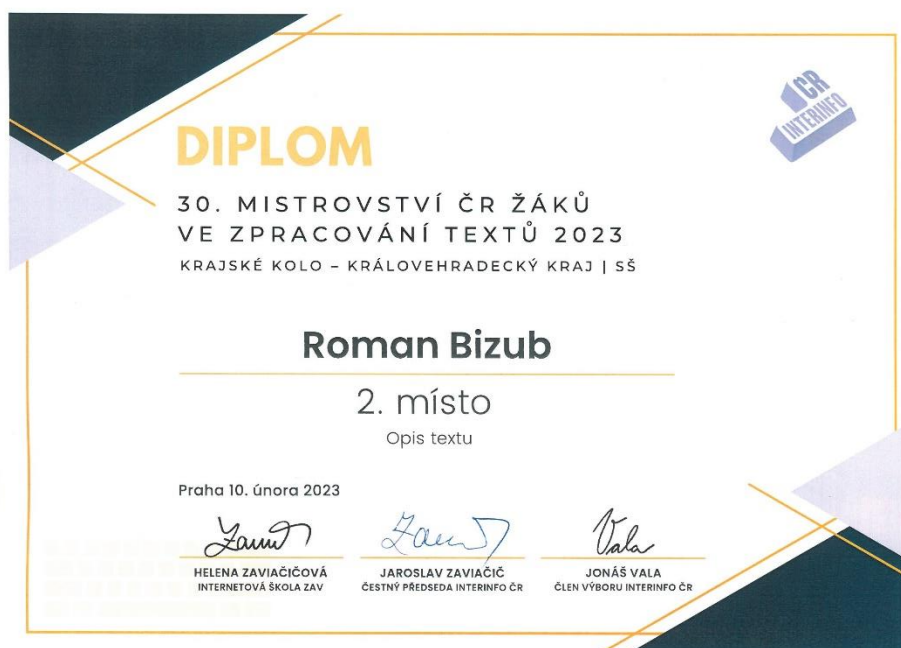 ČR
INTERINFO
DIPLOM
30. MISTROVSTVÍ ČR ŽÁKŮ
VE ZPRACOVÁNÍ TEXTŮ 2023
KRAJSKÉ KOLO – KRÁLOVEHRADECKÝ KRAJ | SŠ
Roman Bizub
2. místo
Opis textu
Praha 10. února 2023
Vala
HELENA ZAVIAČIČOVÁ
INTERNETOVÁ ŠKOLA ZAV
JAROSLAV ZAVIAČIČ
ČESTNÝ PŘEDSEDA INTERINFO ČR
JONÁŠ VALA
ČLEN VÝBORU INTERINFO ČR